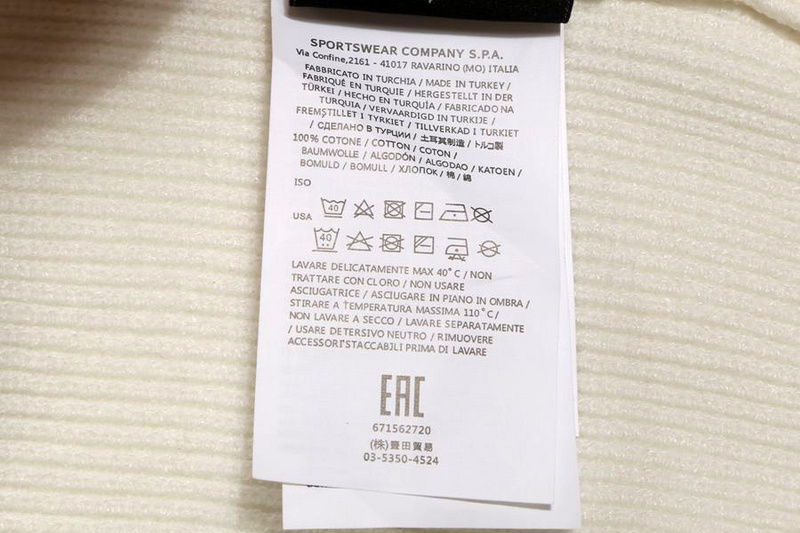 SPORTSWEAR COMPANY S.P.A.
Via Confine,2161 - 41017 RAVARINO (MO) ITALIA
FABBRICATO IN TURCHIA / MADE IN TURKEY /
FABRIQUÉ EN TURQUIE / HERGESTELLT IN DER
TÜRKEI / HECHO EN TURQUÍA / FABRICADO NA
TURQUIA / VERVAARDIGD IN TURKIJE /
FREMSTILLET I TYRKIET / TILLVERKAD I TURKIET
/ СДЕЛАНО В ТУРЦИИ / 土耳其制造 / トルコ製
100% COTONE / COTTON / COTON /
BAUMWOLLE / ALGODÓN / ALGODAO / KATOEN /
BOMULD / BOMULL / ХЛОПОК / 棉 / 綿
ISO
40
USA
40
LAVARE DELICATAMENTE MAX 40°C / NON
TRATTARE CON CLORO / NON USARE
ASCIUGATRICE / ASCIUGARE IN PIANO IN OMBRA /
STIRARE A TEMPERATURA MASSIMA 110°C /
NON LAVARE A SECCO / LAVARE SEPARATAMENTE
/ USARE DETERSIVO NEUTRO / RIMUOVERE
ACCESSORI STACCABILI PRIMA DI LAVARE
EAC
671562720
(株)豊田貿易
03-5350-4524